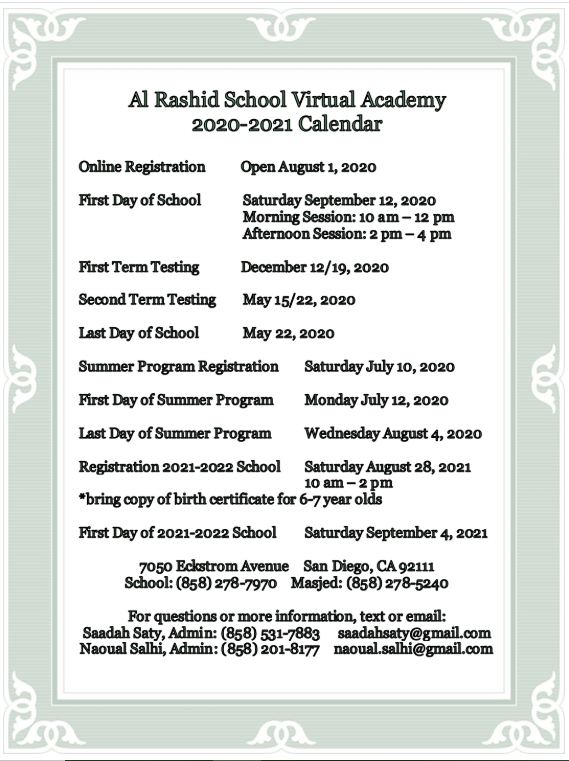 Al Rashid School Virtual Academy
2020-2021 Calendar
Online Registration Open August 1, 2020
First Day of School Saturday September 12, 2020
Morning Session: 10 am – 12 pm
Afternoon Session: 2 pm – 4 pm
First Term Testing December 12/19, 2020
Second Term Testing May 15/22, 2020
Last Day of School May 22, 2020
Summer Program Registration Saturday July 10, 2020
First Day of Summer Program Monday July 12, 2020
Last Day of Summer Program Wednesday August 4, 2020
Registration 2021-2022 School Saturday August 28, 2021
10 am – 2 pm
*bring copy of birth certificate for 6-7 year olds
First Day of 2021-2022 School Saturday September 4, 2021
7050 Eckstrom Avenue San Diego, CA 92111
School: (858) 278-7970 Masjed: (858) 278-5240
For questions or more information, text or email:
Saadah Saty, Admin: (858) 531-7883 saadahsaty@gmail.com
Naoual Salhi, Admin: (858) 201-8177 naoual.salhi@gmail.com